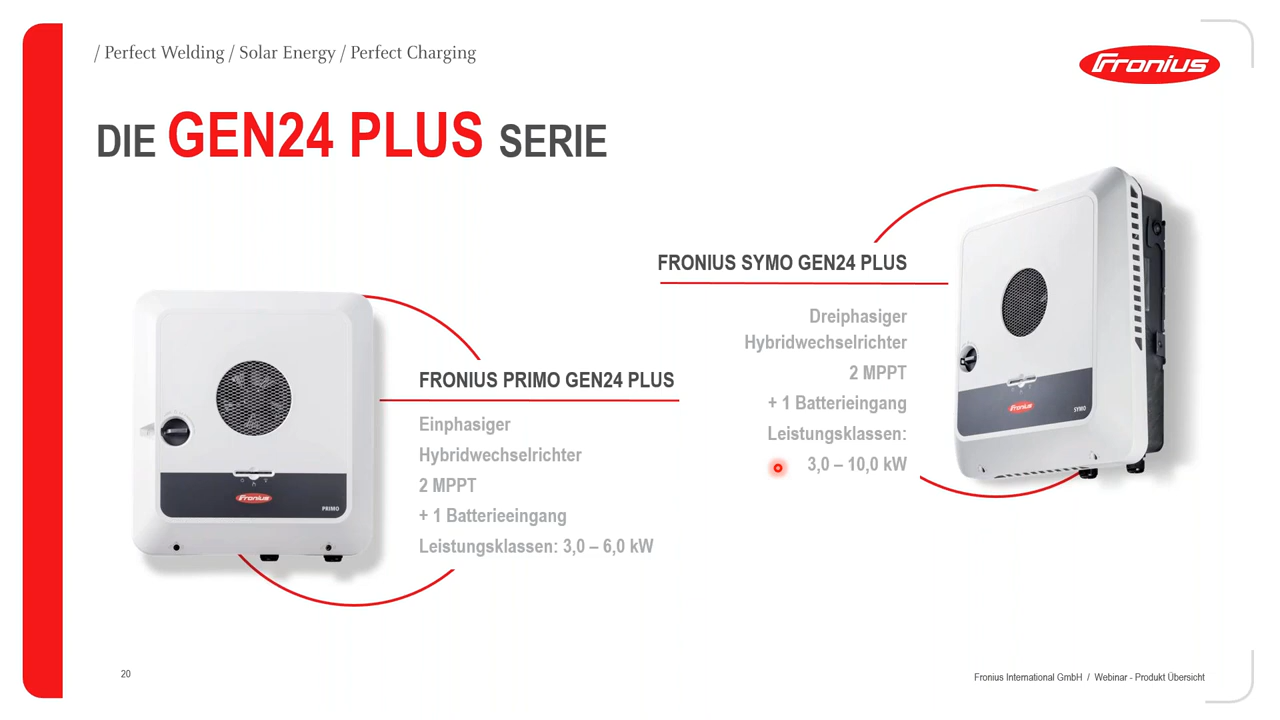 / Perfect Welding / Solar Energy / Perfect Charging
Fronius
DIE GEN24 PLUS SERIE
FRONIUS SYMO GEN24 PLUS
Dreiphasiger
Hybridwechselrichter
2 MPPT
+ 1 Batterieingang
Leistungsklassen:
3,0 – 10,0 kW
Fronius
SYMO
FRONIUS PRIMO GEN24 PLUS
Einphasiger
Hybridwechselrichter
2 MPPT
+ 1 Batterieeingang
Leistungsklassen: 3,0 – 6,0 kW
Fronius
PRIMO
20
Fronius International GmbH / Webinar - Produkt Übersicht